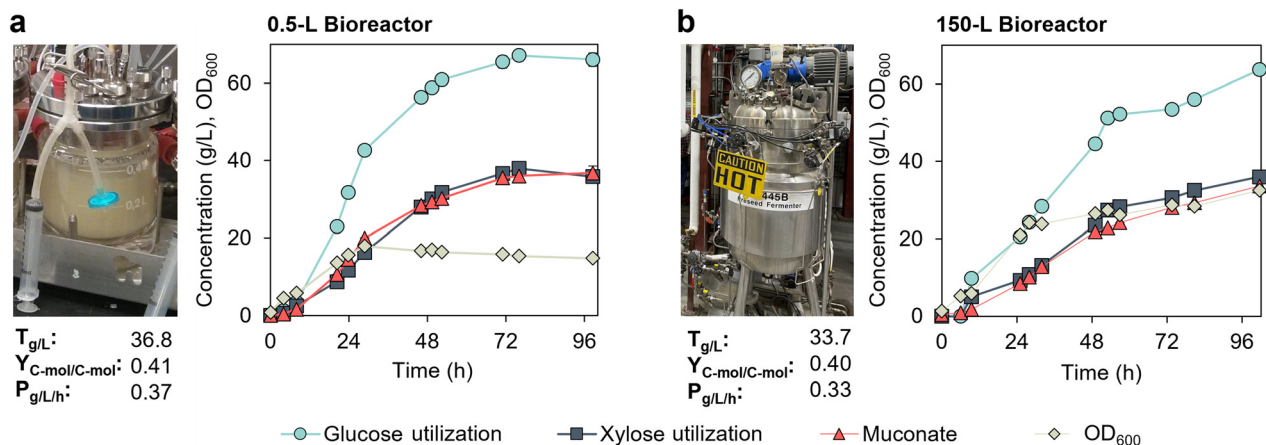 a
0.5-L Bioreactor
Concentration (g/L), OD600
60
40
20
0
0 24 48 72 96
Time (h)
0,2 L
Tg/L: 36.8
YC-mol/C-mol: 0.41
Pg/L/h: 0.37
b
150-L Bioreactor
CAUTION
HOT
445B
Fermenter
Concentration (g/L), OD600
60
40
20
0
0 24 48 72 96
Time (h)
Tg/L: 33.7
YC-mol/C-mol: 0.40
Pg/L/h: 0.33
Glucose utilization Xylose utilization Muconate OD600